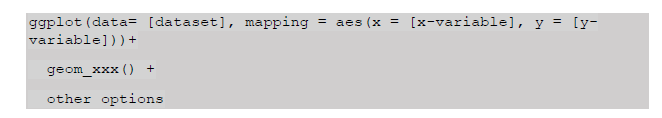 ggplot(data= [dataset], mapping = aes(x = [x-variable], y = [y-
variable]))+
geom_xxx() +
other options